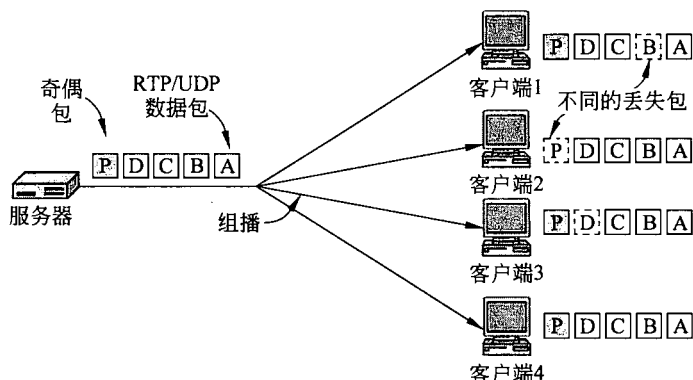 奇偶包
RTP/UDP
数据包
P D C B A
服务器
组播
P D C B A
客户端1
不同的丢失包
P D C B A
客户端2
P D C B A
客户端3
P D C B A
客户端4